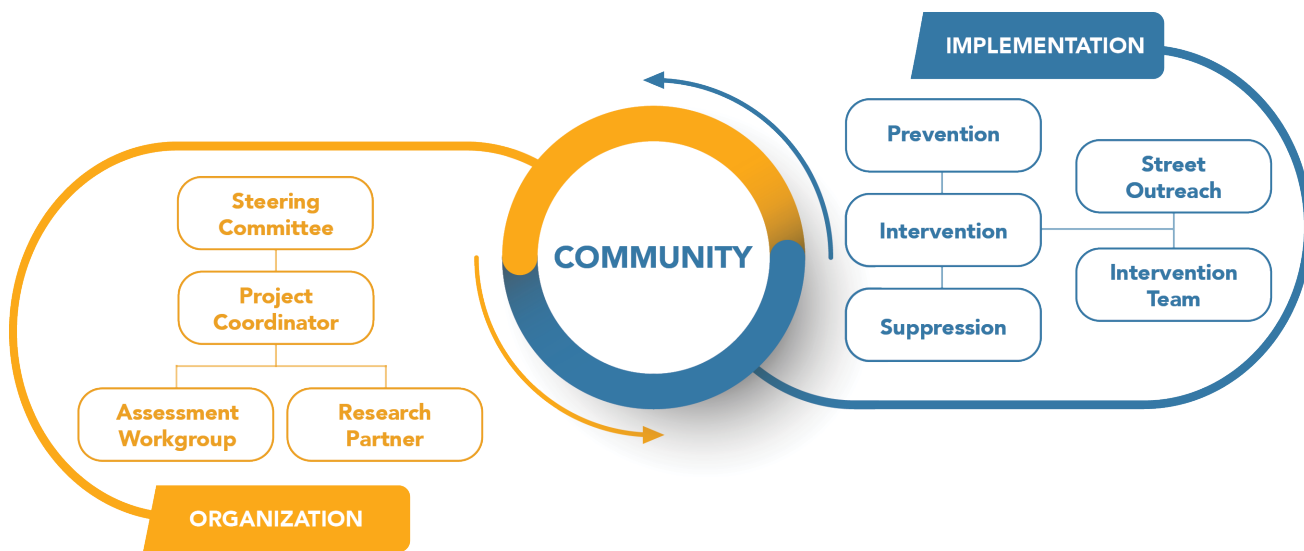 IMPLEMENTATION
Prevention
Intervention
Suppression
Street
Outreach
Intervention
Team
COMMUNITY
Steering
Committee
Project
Coordinator
Assessment
Workgroup
Research
Partner
ORGANIZATION